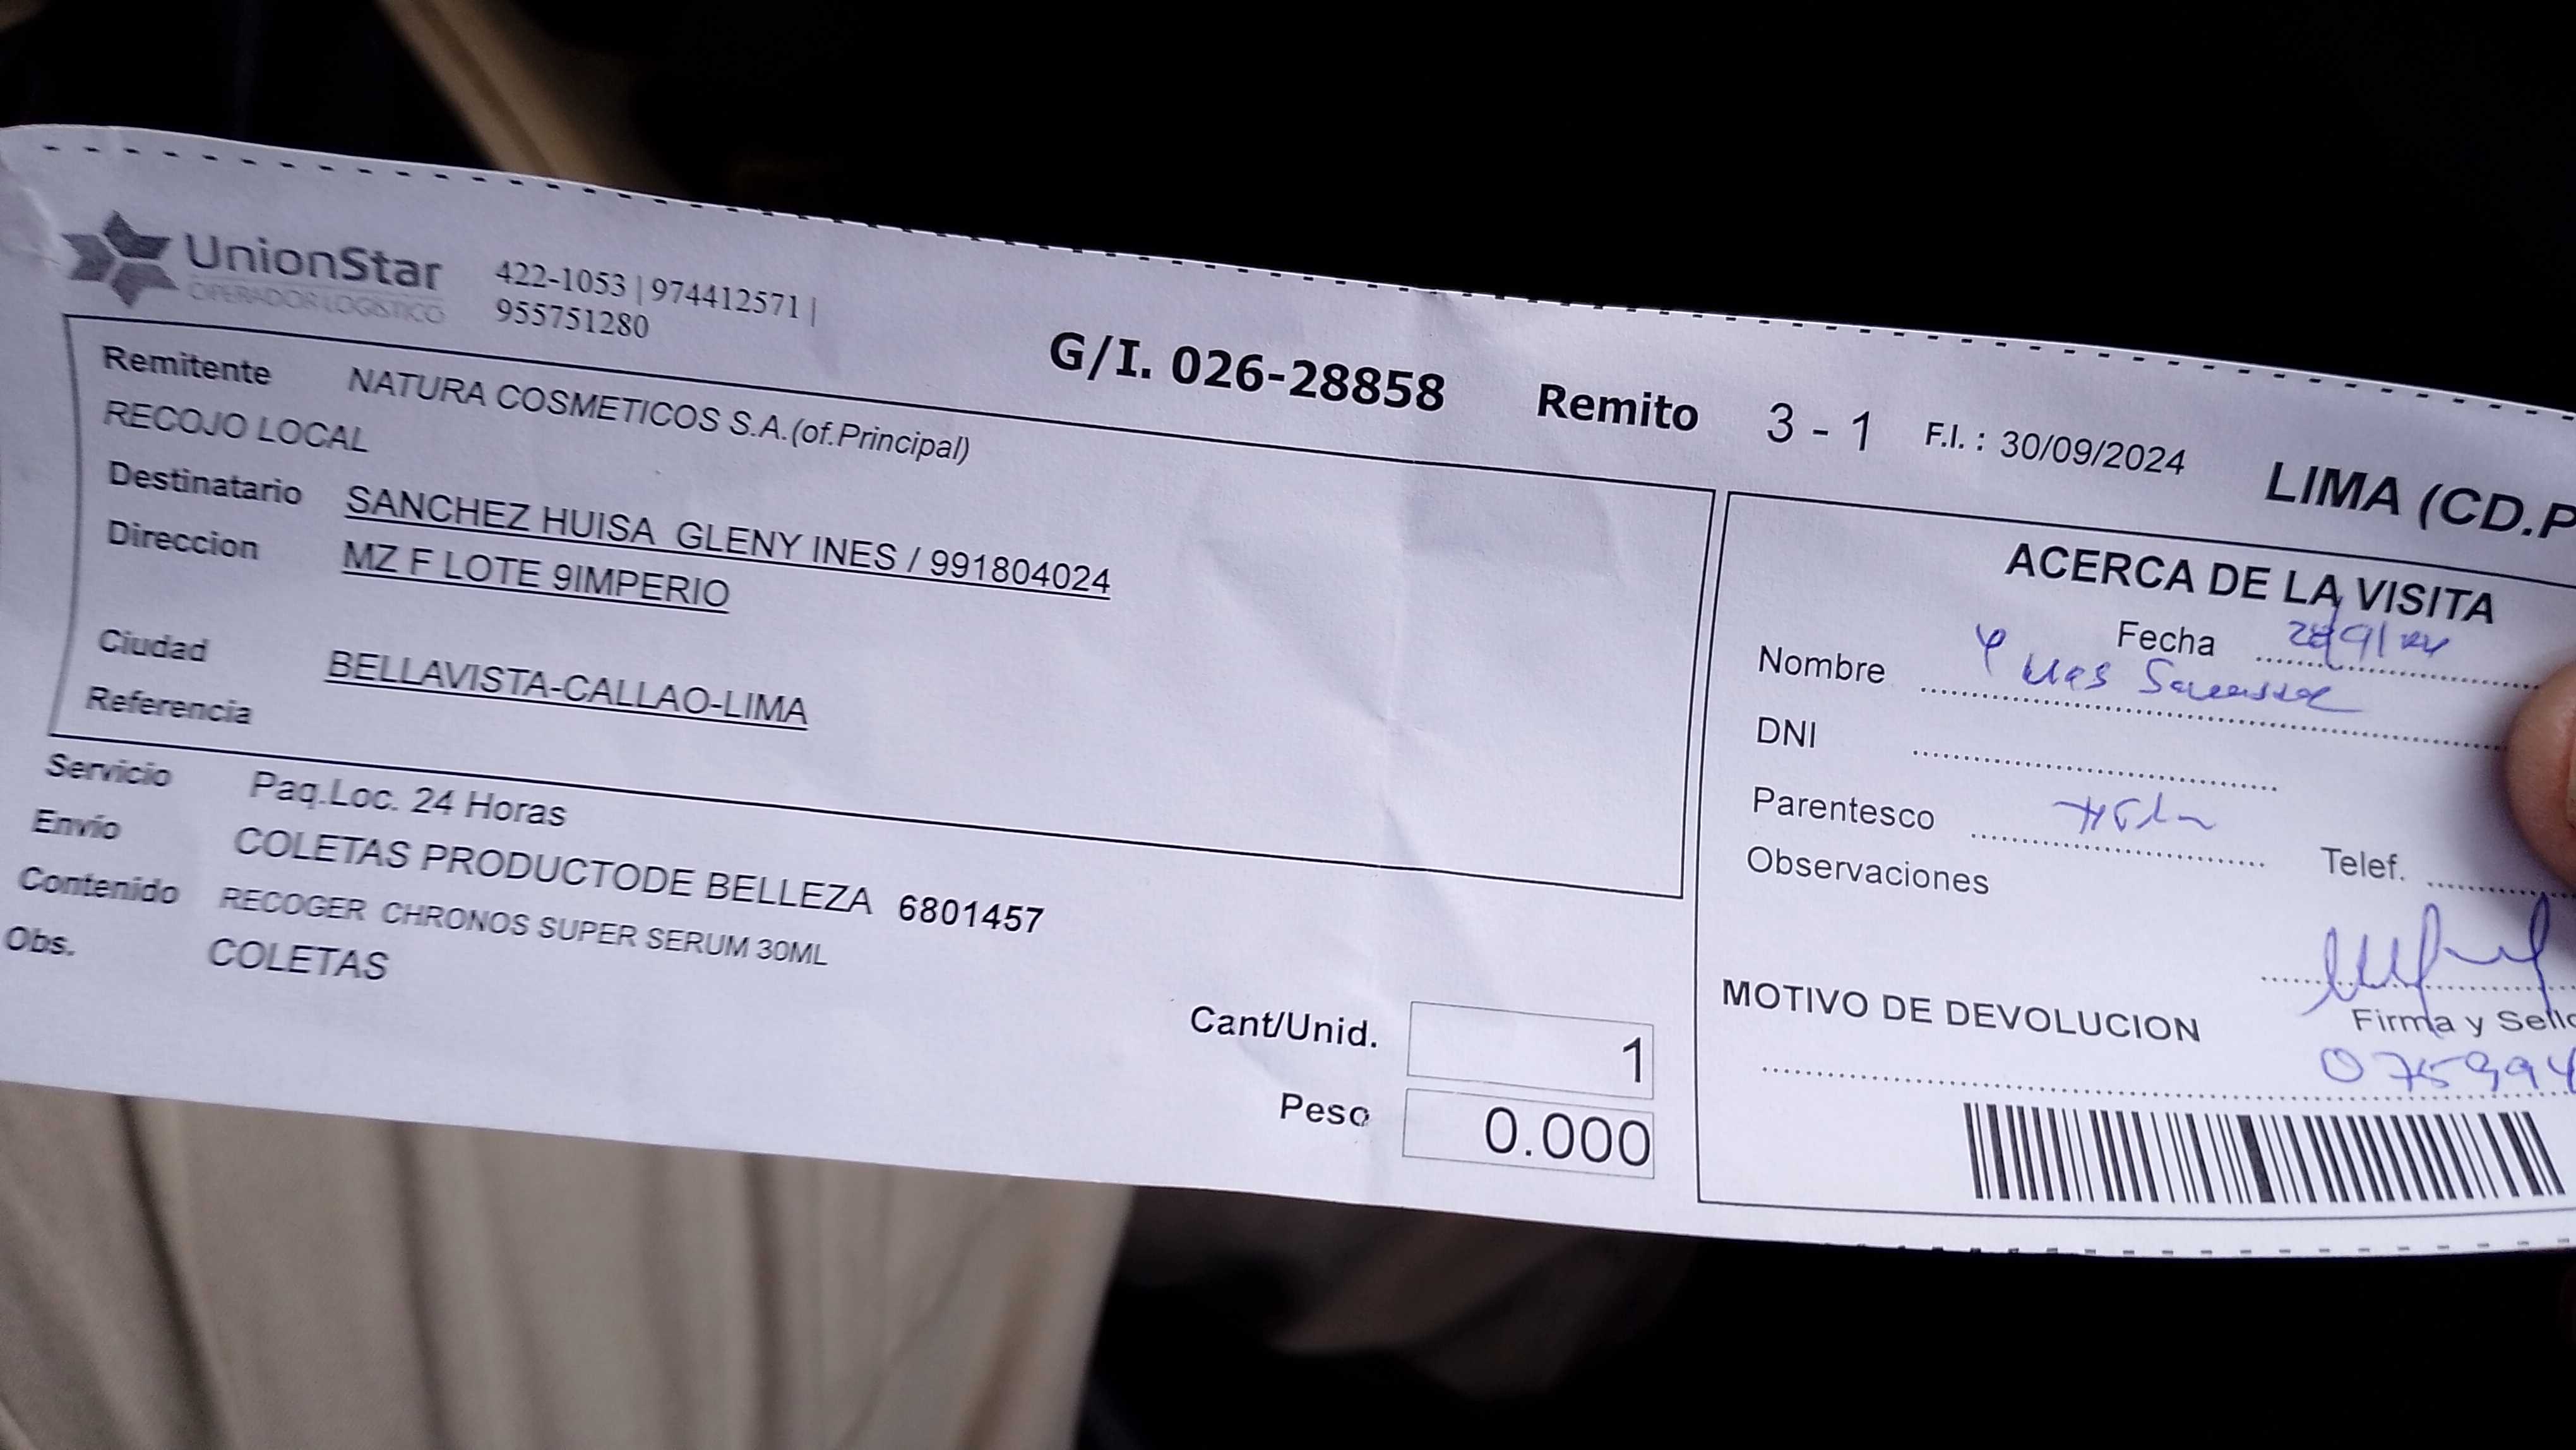 UnionStar
OPERADOR LOGISTICO
422-1053 | 974412571 |
955751280
G/I. 026-28858 Remito 3 - 1 F.I. : 30/09/2024 LIMA (CD.P
Remitente NATURA COSMETICOS S.A.(of.Principal)
RECOJO LOCAL
Destinatario SANCHEZ HUISA GLENY INES / 991804024
Direccion MZ F LOTE 9IMPERIO
Ciudad BELLAVISTA-CALLAO-LIMA
Referencia
Servicio Paq.Loc. 24 Horas
Envío COLETAS PRODUCTODE BELLEZA 6801457
Contenido RECOGER CHRONOS SUPER SERUM 30ML
Obs. COLETAS
Cant/Unid. 1
Peso 0.000
ACERCA DE LA VISITA
Fecha
Nombre
DNI
Parentesco
Telef.
Observaciones
Firma y Sello
MOTIVO DE DEVOLUCION